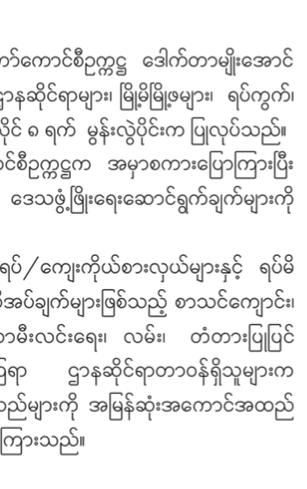 ကောင်စီဥက္ကဋ္ဌ ဒေါက်တာမျိုးအောင်
ဌာနဆိုင်ရာများ၊ မြို့မိမြို့ဖများ၊ ရပ်ကွက်၊
၈ ရက် မွန်းလွဲပိုင်းက ပြုလုပ်သည်။
ဥက္ကဋ္ဌက အမှာစကားပြောကြားပြီး
ဒေသဖွံ့ဖြိုးရေးဆောင်ရွက်ချက်များကို
ရပ်/ကျေးကိုယ်စားလှယ်များနှင့် ရပ်မိ
အပ်ချက်များဖြစ်သည့် စာသင်ကျောင်း၊
မီးလင်းရေး၊ လမ်း၊ တံတားပြုပြင်
ဌာနဆိုင်ရာတာဝန်ရှိသူများက
များကို အမြန်ဆုံးအကောင်အထည်
ကြားသည်။